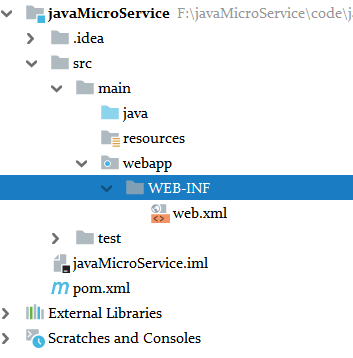 javaMicroService F:\javaMicroService\code\j
.idea
src
main
java
resources
webapp
WEB-INF
web.xml
test
javaMicroService.iml
pom.xml
External Libraries
Scratches and Consoles